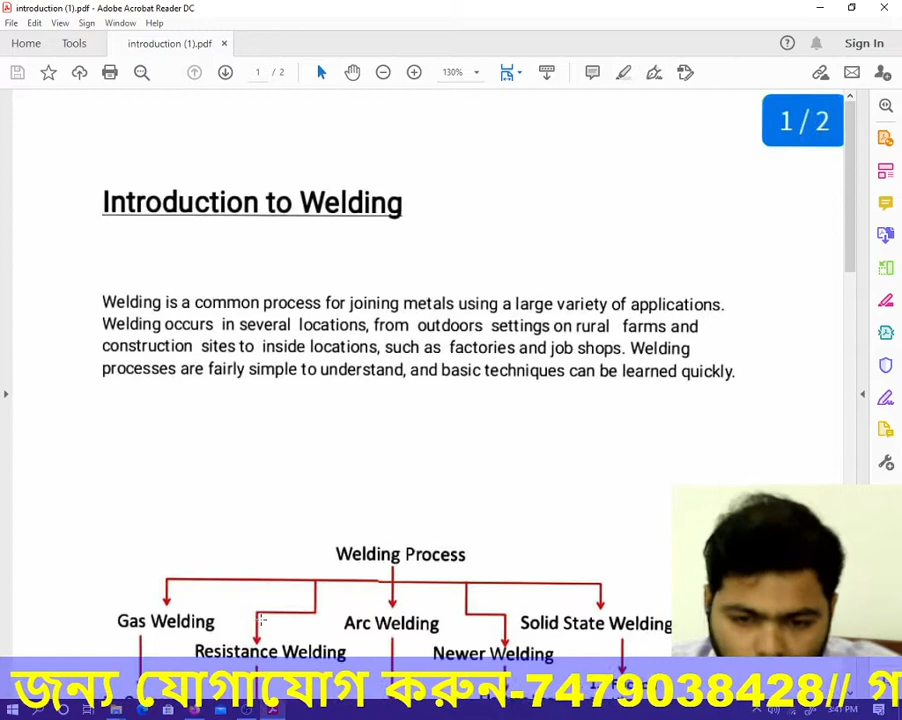 introduction (1).pdf - Adobe Acrobat Reader DC
File Edit View Sign Window Help
Home Tools introduction (1).pdf × Sign In
1 / 2 130%
1 / 2
Introduction to Welding
Welding is a common process for joining metals using a large variety of applications.
Welding occurs in several locations, from outdoors settings on rural farms and
construction sites to inside locations, such as factories and job shops. Welding
processes are fairly simple to understand, and basic techniques can be learned quickly.
Welding Process
Gas Welding Arc Welding Solid State Welding
Resistance Welding Newer Welding
জন্য যোগাযোগ করুন-7479038428// গ
3:41 PM